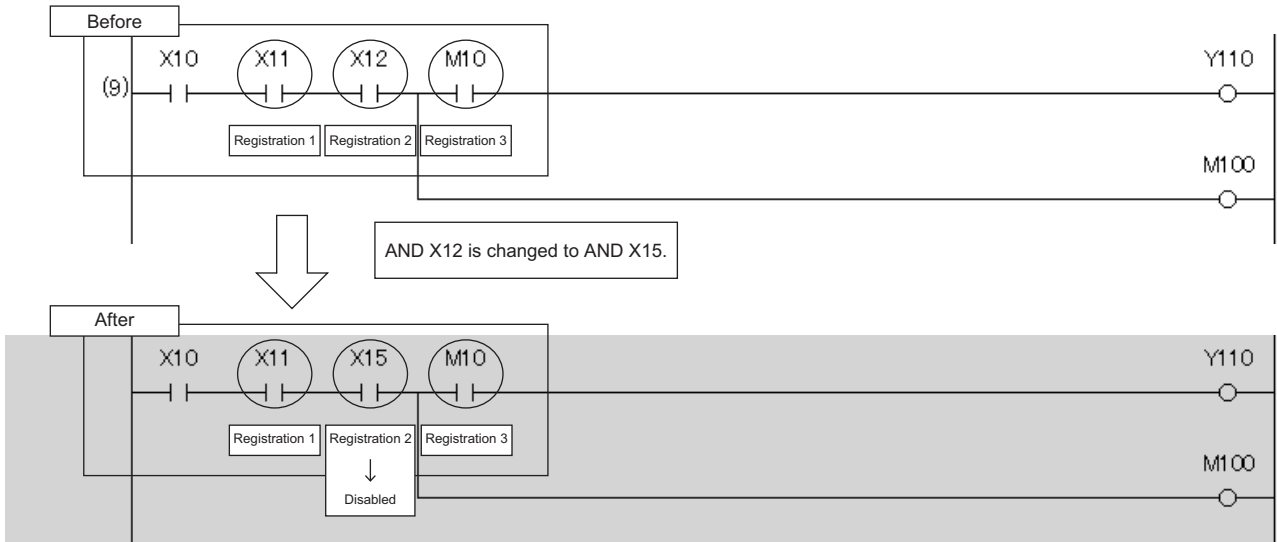 Before
X10 X11 X12 M10 Y110
(9)
Registration 1 Registration 2 Registration 3
M100
AND X12 is changed to AND X15.
After
X10 X11 X15 M10 Y110
Registration 1 Registration 2 Registration 3
↓
M100
Disabled